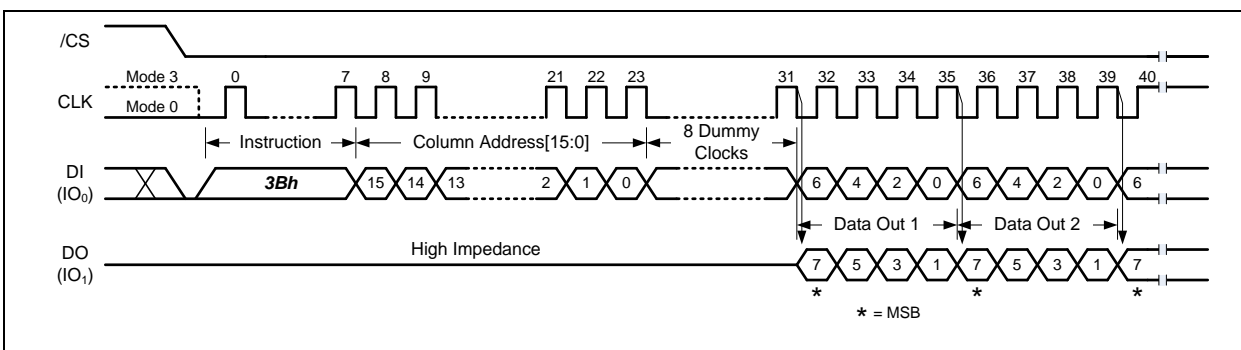 /CS
Mode 3 0 7 8 9 21 22 23 31 32 33 34 35 36 37 38 39 40
CLK
Mode 0
Instruction Column Address[15:0] 8 Dummy Clocks
DI (IO0) 3Bh 15 14 13 2 1 0 6 4 2 0 6 4 2 0 6
Data Out 1 Data Out 2
High Impedance
DO (IO1) 7 5 3 1 7 5 3 1 7
* * *
* = MSB